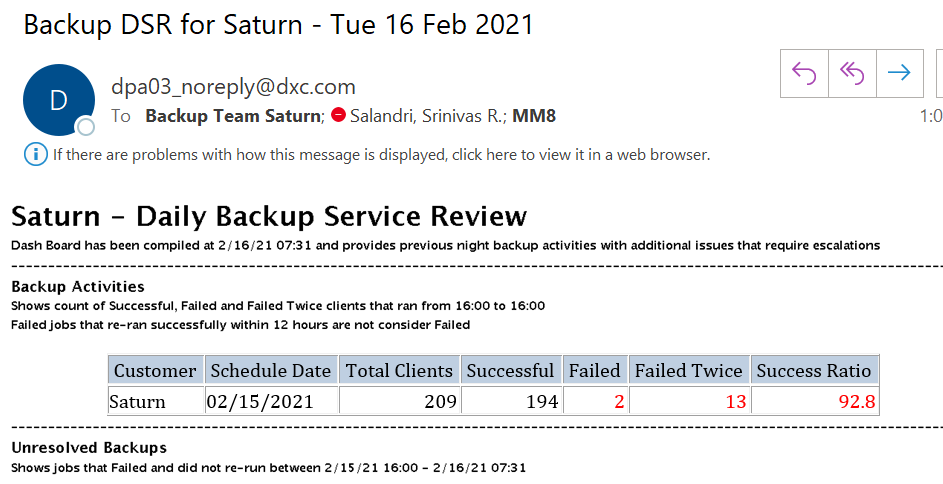 Backup DSR for Saturn - Tue 16 Feb 2021
D
dpa03_noreply@dxc.com
To Backup Team Saturn; Salandri, Srinivas R.; MM8
1:0
If there are problems with how this message is displayed, click here to view it in a web browser.
Saturn - Daily Backup Service Review
Dash Board has been compiled at 2/16/21 07:31 and provides previous night backup activities with additional issues that require escalations
Backup Activities
Shows count of Successful, Failed and Failed Twice clients that ran from 16:00 to 16:00
Failed jobs that re-ran successfully within 12 hours are not consider Failed
Customer Schedule Date Total Clients Successful Failed Failed Twice Success Ratio
Saturn 02/15/2021 209 194 2 13 92.8
Unresolved Backups
Shows jobs that Failed and did not re-run between 2/15/21 16:00 - 2/16/21 07:31